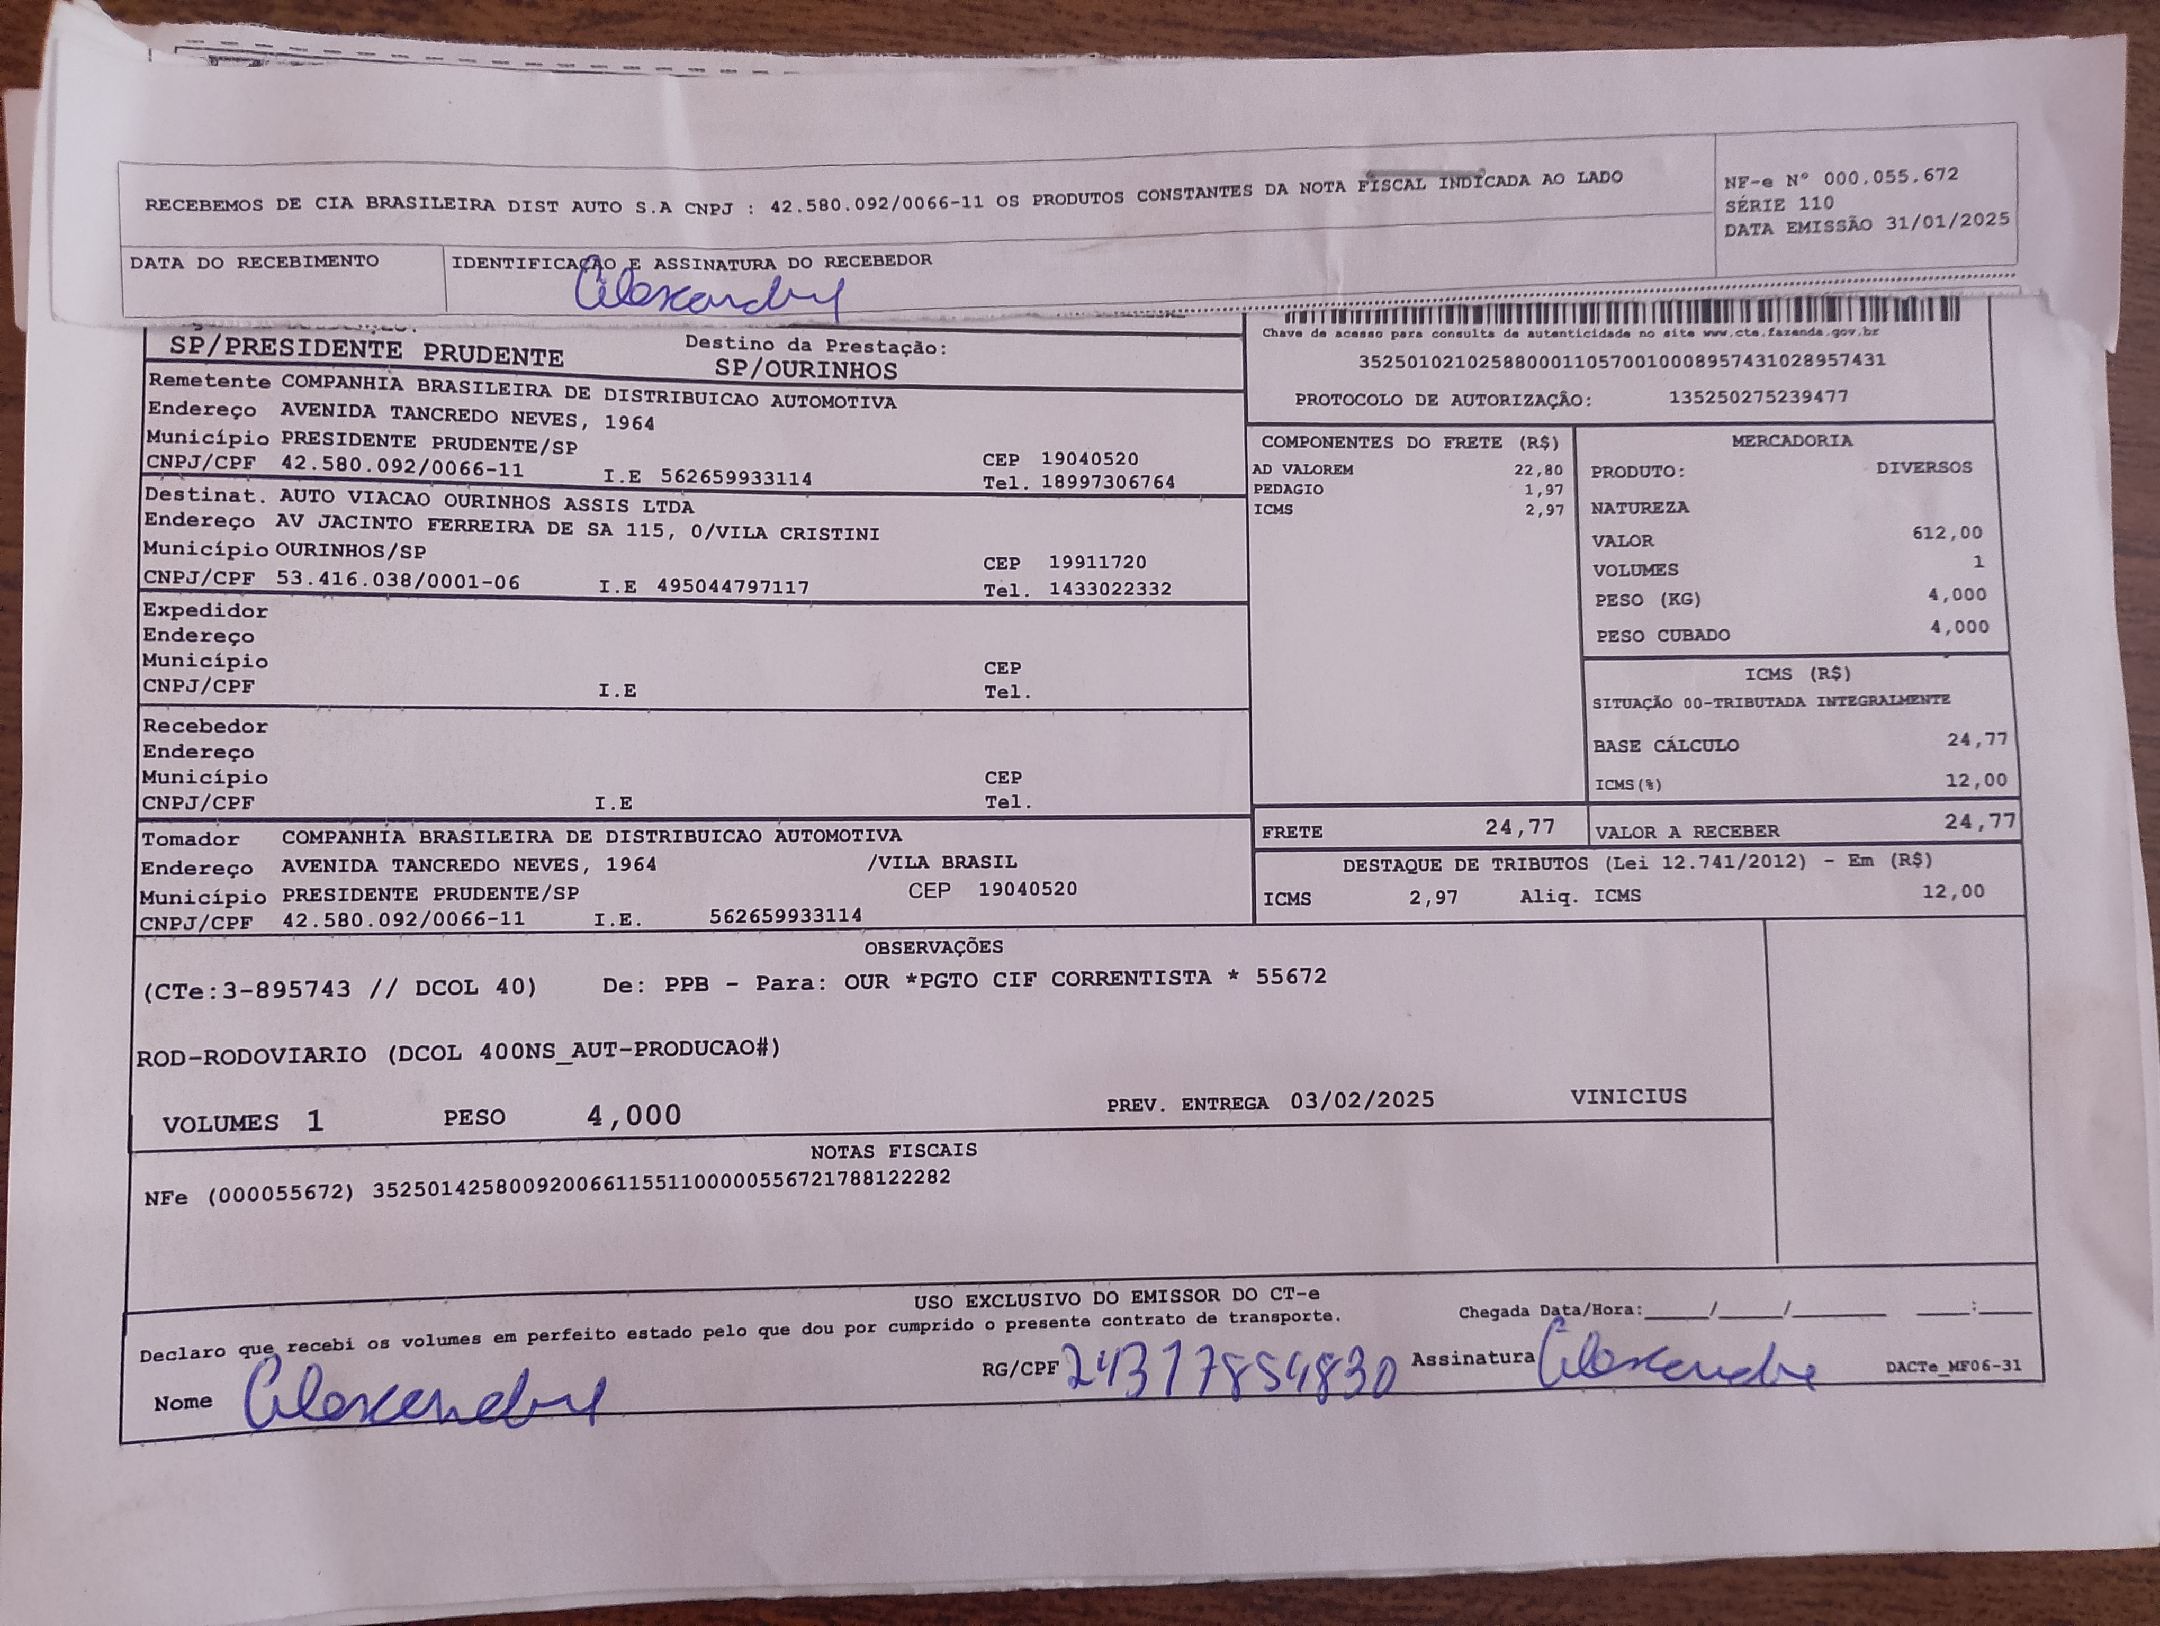 RECEBEMOS DE CIA BRASILEIRA DIST AUTO S.A CNPJ : 42.580.092/0066-11 OS PRODUTOS CONSTANTES DA NOTA FISCAL INDICADA AO LADO
NF-e Nº 000.055.672
SÉRIE 110
DATA EMISSÃO 31/01/2025
DATA DO RECEBIMENTO
IDENTIFICAÇÃO E ASSINATURA DO RECEBEDOR
Alexandre
SP/PRESIDENTE PRUDENTE
Destino da Prestação:
SP/OURINHOS
Chave de acesso para consulta de autenticidade no site www.cte.fazenda.gov.br
35250102102588000110570010008957431028957431
PROTOCOLO DE AUTORIZAÇÃO: 135250275239477
Remetente COMPANHIA BRASILEIRA DE DISTRIBUICAO AUTOMOTIVA
Endereço AVENIDA TANCREDO NEVES, 1964
Município PRESIDENTE PRUDENTE/SP CEP 19040520
CNPJ/CPF 42.580.092/0066-11 I.E 562659933114 Tel. 18997306764
Destinat. AUTO VIACAO OURINHOS ASSIS LTDA
Endereço AV JACINTO FERREIRA DE SA 115, 0/VILA CRISTINI
Município OURINHOS/SP CEP 19911720
CNPJ/CPF 53.416.038/0001-06 I.E 495044797117 Tel. 1433022332
Expedidor
Endereço
Município CEP
CNPJ/CPF I.E Tel.
Recebedor
Endereço
Município CEP
CNPJ/CPF I.E Tel.
Tomador COMPANHIA BRASILEIRA DE DISTRIBUICAO AUTOMOTIVA
Endereço AVENIDA TANCREDO NEVES, 1964 /VILA BRASIL
Município PRESIDENTE PRUDENTE/SP CEP 19040520
CNPJ/CPF 42.580.092/0066-11 I.E. 562659933114
COMPONENTES DO FRETE (R$)
AD VALOREM 22,80
PEDAGIO 1,97
ICMS 2,97
MERCADORIA
PRODUTO: DIVERSOS
NATUREZA
VALOR 612,00
VOLUMES 1
PESO (KG) 4,000
PESO CUBADO 4,000
ICMS (R$)
SITUAÇÃO 00-TRIBUTADA INTEGRALMENTE
BASE CÁLCULO 24,77
ICMS(%) 12,00
FRETE 24,77
VALOR A RECEBER 24,77
DESTAQUE DE TRIBUTOS (Lei 12.741/2012) - Em (R$)
ICMS 2,97 Aliq. ICMS 12,00
OBSERVAÇÕES
(CTe:3-895743 // DCOL 40) De: PPB - Para: OUR *PGTO CIF CORRENTISTA * 55672
ROD-RODOVIARIO (DCOL 400NS_AUT-PRODUCAO#)
VOLUMES 1 PESO 4,000 PREV. ENTREGA 03/02/2025 VINICIUS
NOTAS FISCAIS
NFe (000055672) 35250142580092006611551100000556721788122282
USO EXCLUSIVO DO EMISSOR DO CT-e
Declaro que recebi os volumes em perfeito estado pelo que dou por cumprido o presente contrato de transporte.
Chegada Data/Hora:_____/_____/_______ ____:____
Nome Alexandre RG/CPF 24317854830 Assinatura Alexandre DACTe_MF06-31